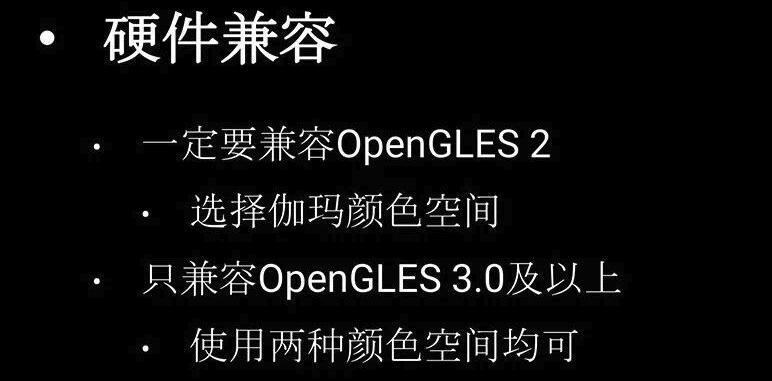 • 硬件兼容
• 一定要兼容OpenGLES 2
• 选择伽玛颜色空间
• 只兼容OpenGLES 3.0及以上
• 使用两种颜色空间均可